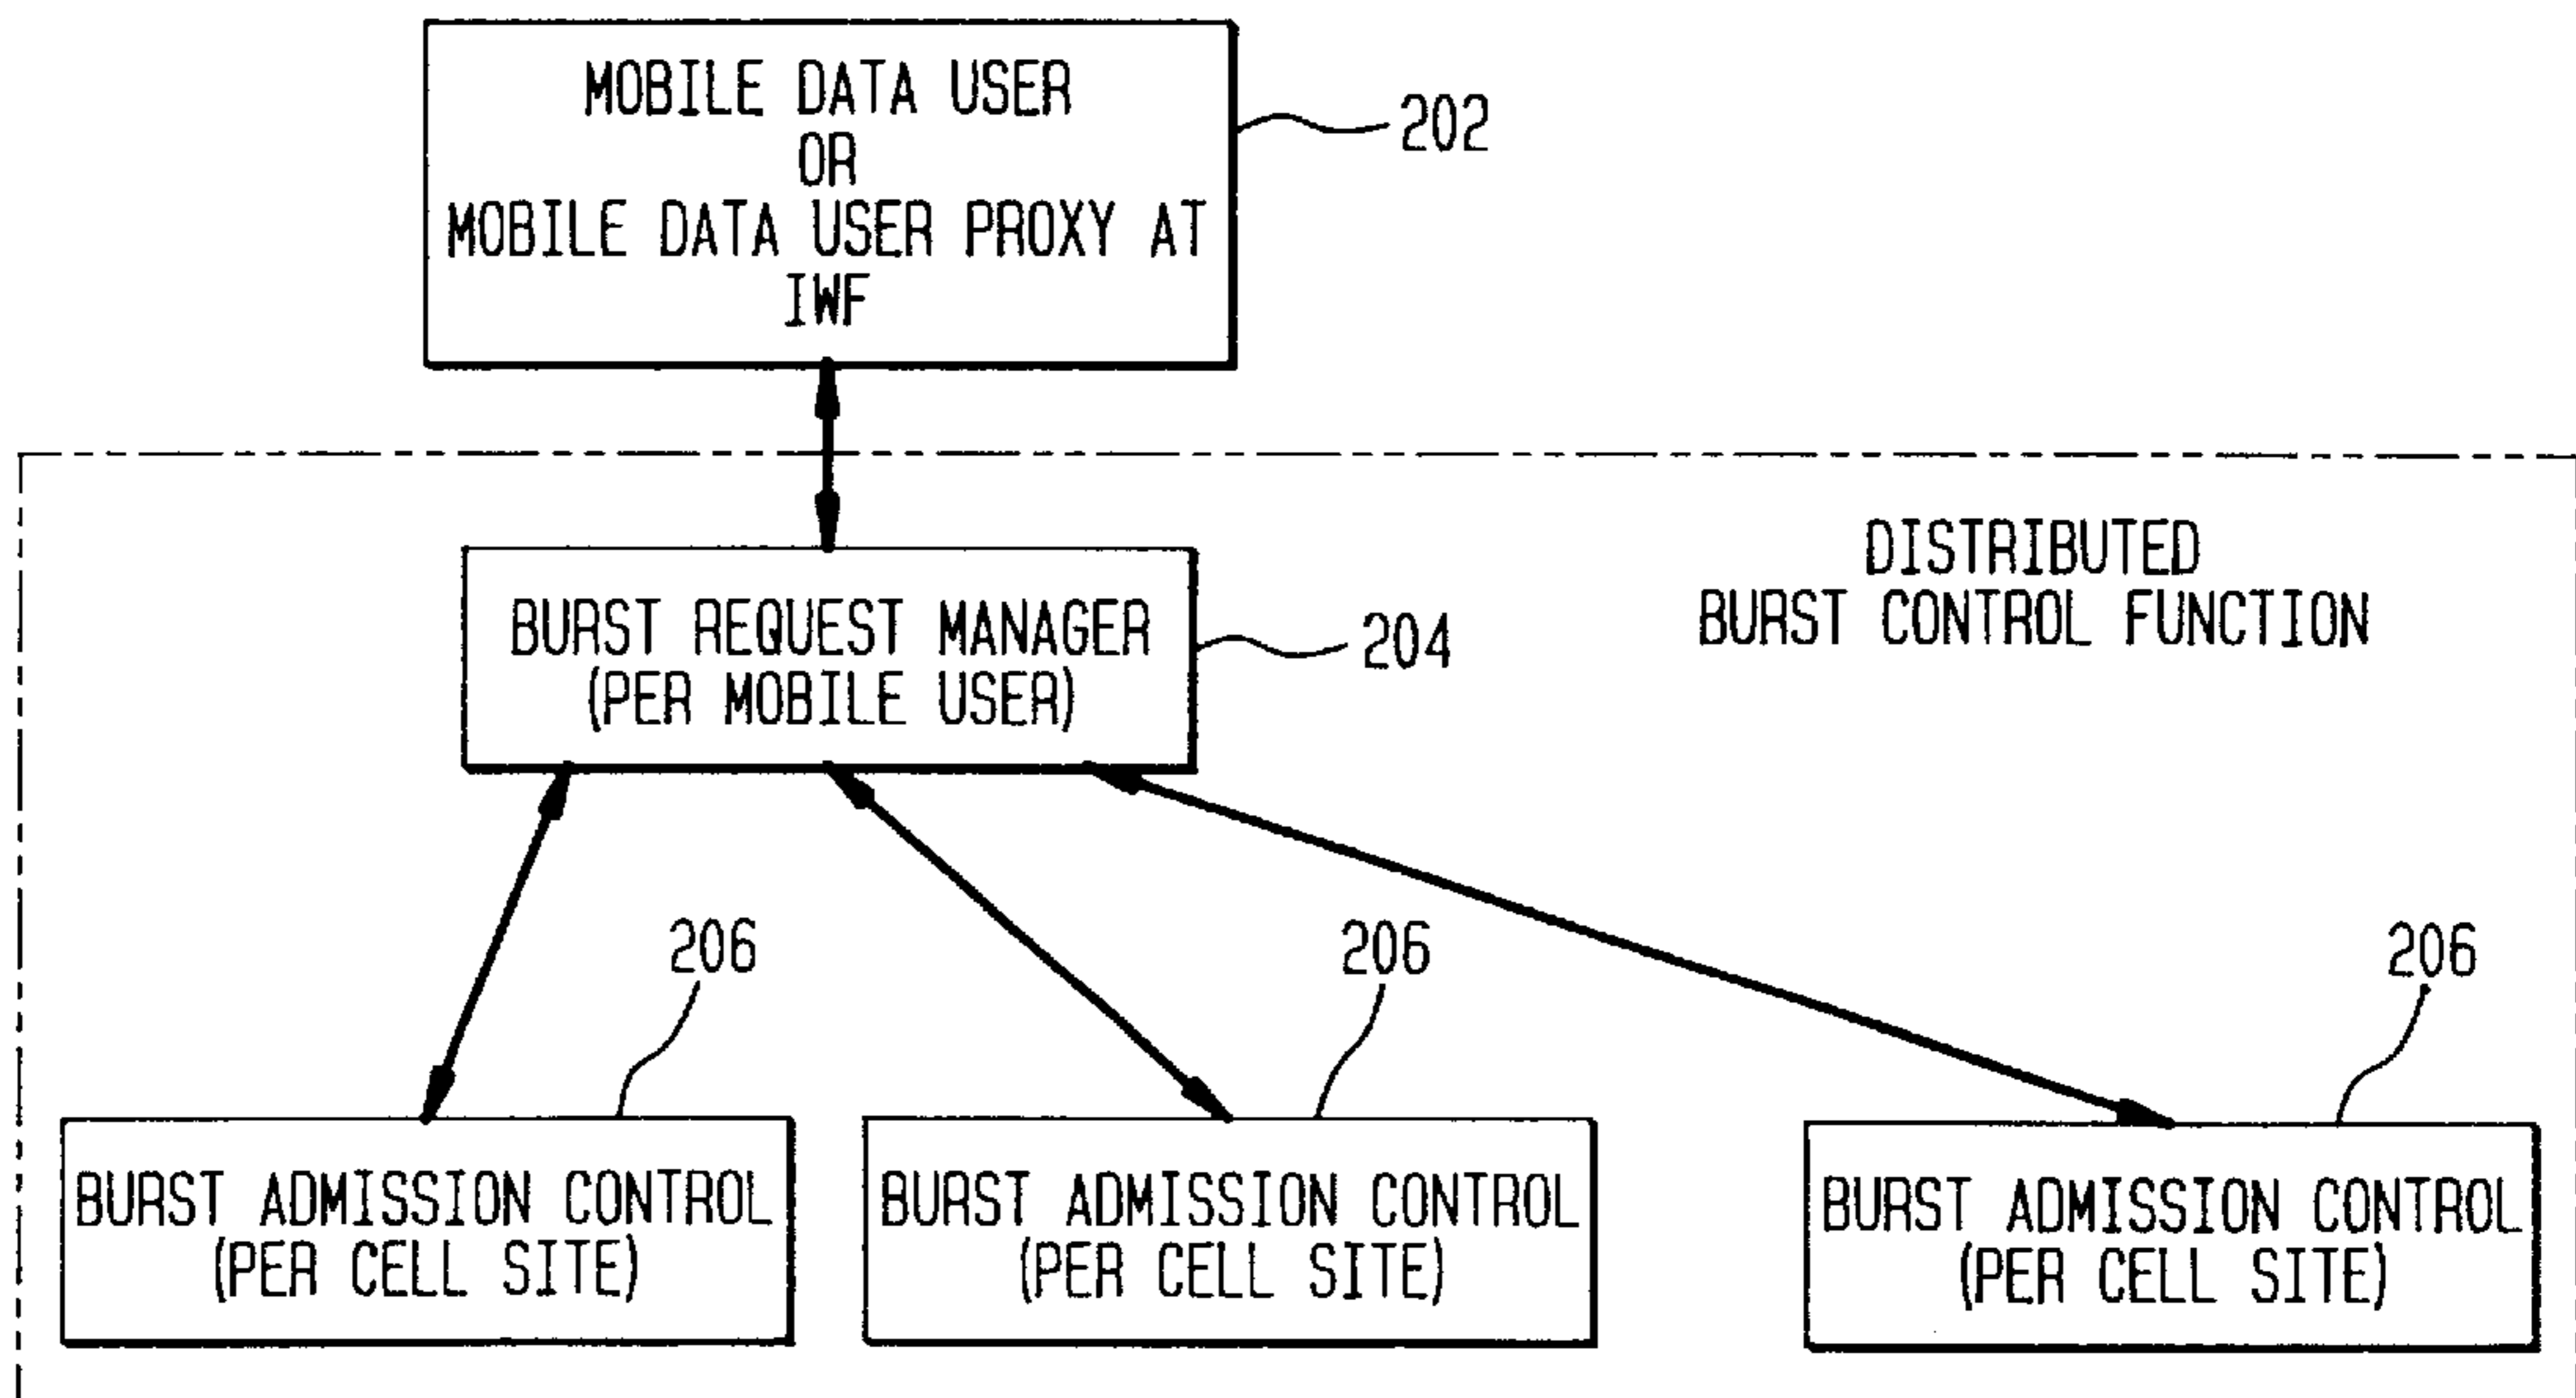 MOBILE DATA USER
OR
MOBILE DATA USER PROXY AT
IWF
202
DISTRIBUTED
BURST CONTROL FUNCTION
BURST REQUEST MANAGER
(PER MOBILE USER)
204
206
206
206
BURST ADMISSION CONTROL
(PER CELL SITE)
BURST ADMISSION CONTROL
(PER CELL SITE)
BURST ADMISSION CONTROL
(PER CELL SITE)